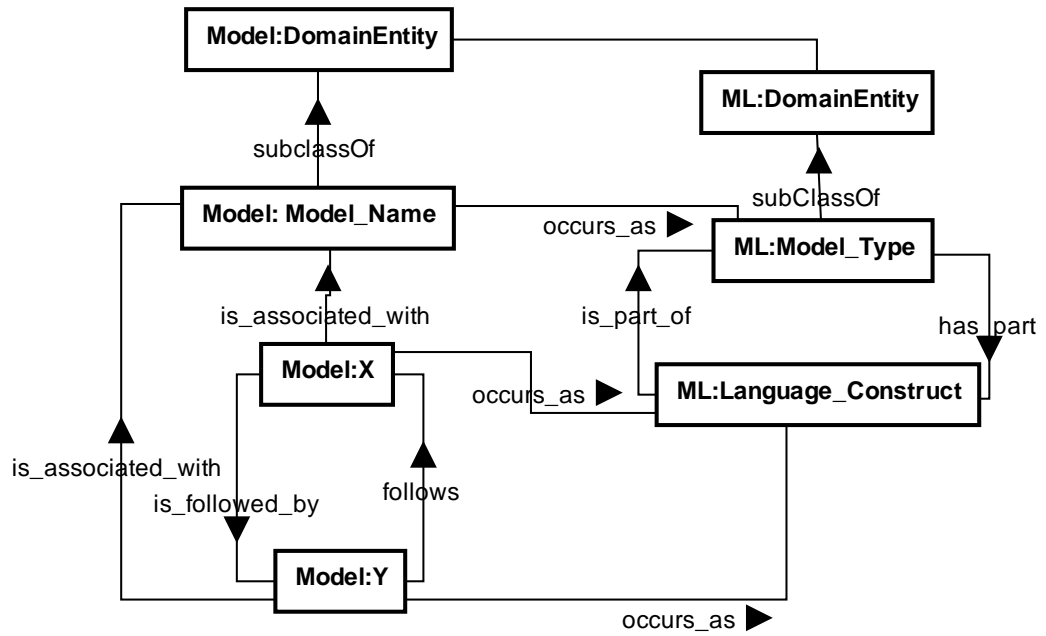 Model:DomainEntity
ML:DomainEntity
subclassOf
subClassOf
Model: Model_Name
occurs_as
ML:Model_Type
is_associated_with
is_part_of
has_part
Model:X
occurs_as
ML:Language_Construct
is_associated_with
is_followed_by
follows
Model:Y
occurs_as